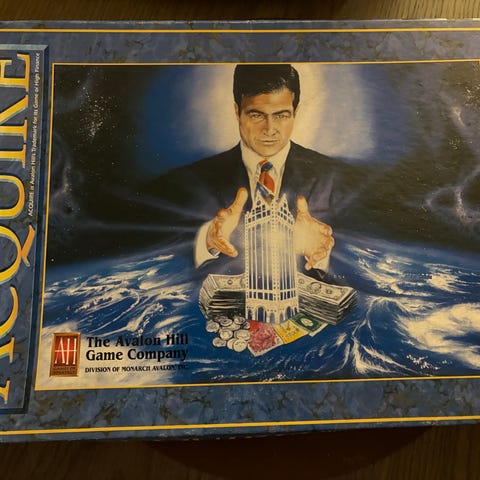 ACQUIRE
ACQUIRE is Avalon Hill's Trademark for its Game of High Finance
AH
The Avalon Hill
Game Company
DIVISION OF MONARCH AVALON, INC.